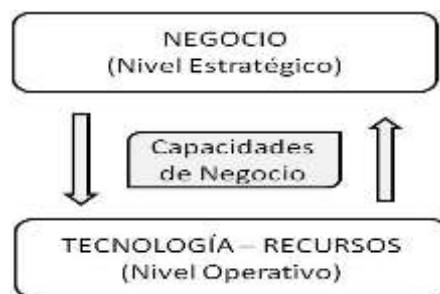 NEGOCIO
(Nivel Estratégico)
Capacidades
de Negocio
TECNOLOGÍA – RECURSOS
(Nivel Operativo)